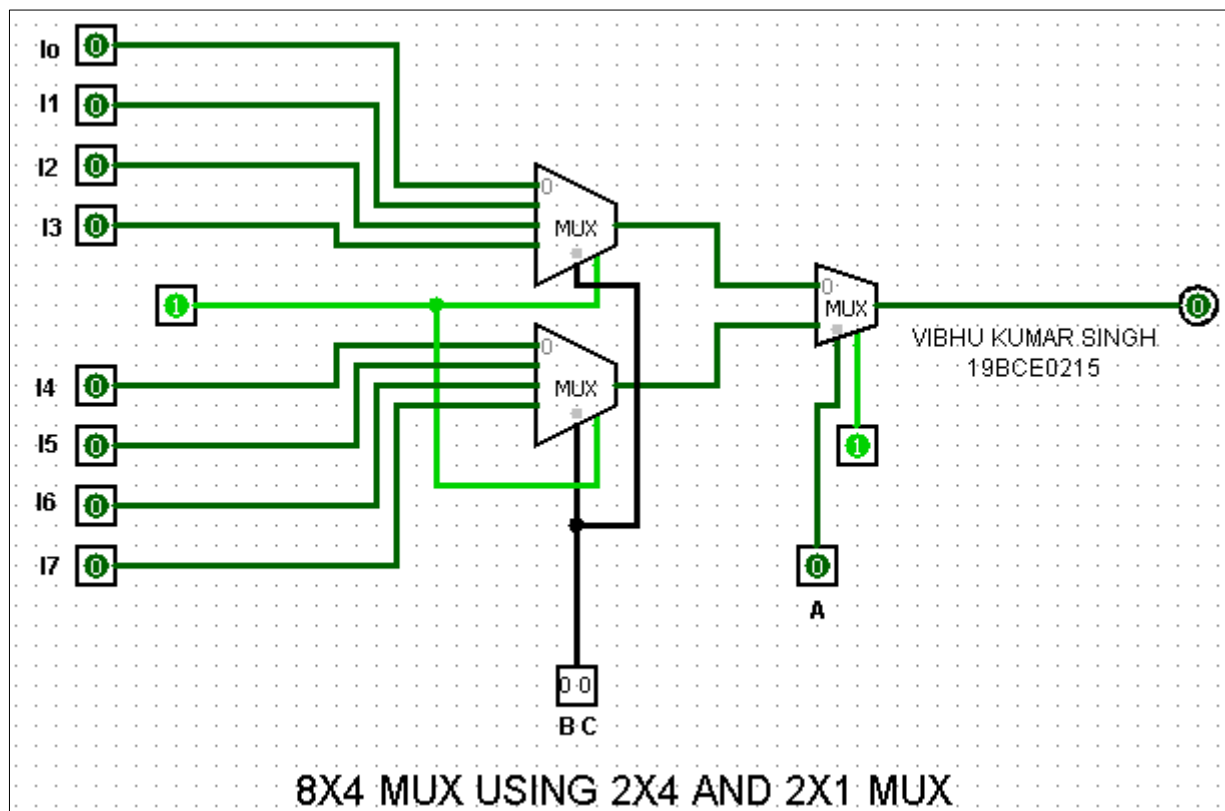 Io 0
I1 0
I2 0
I3 0
0
MUX
1
0
MUX
0
MUX
0
VIBHU KUMAR SINGH
19BCE0215
I4 0
I5 0
1
I6 0
I7 0
0
A
0 0
B C
8X4 MUX USING 2X4 AND 2X1 MUX